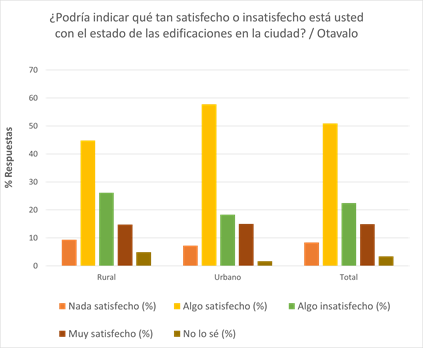 ¿Podría indicar qué tan satisfecho o insatisfecho está usted
con el estado de las edificaciones en la ciudad? / Otavalo
% Respuestas
70
60
50
40
30
20
10
0
Rural
Urbano
Total
Nada satisfecho (%)
Algo satisfecho (%)
Algo insatisfecho (%)
Muy satisfecho (%)
No lo sé (%)